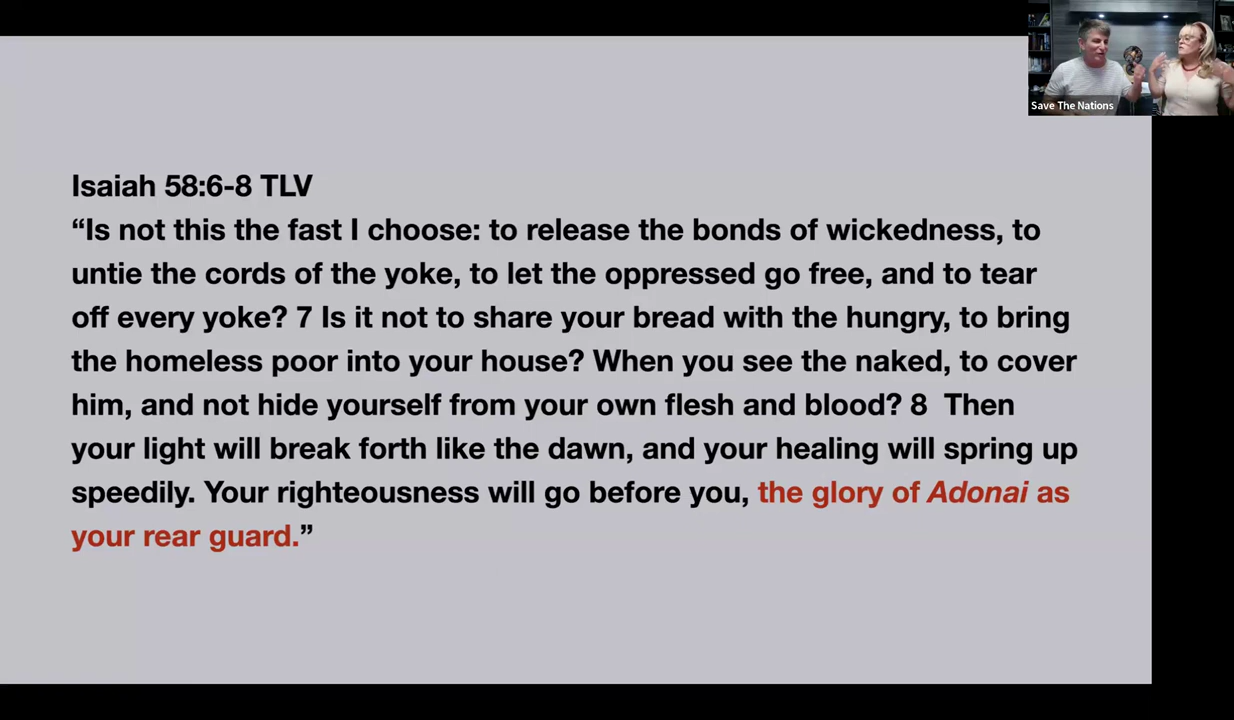 Save The Nations
Isaiah 58:6-8 TLV
“Is not this the fast I choose: to release the bonds of wickedness, to
untie the cords of the yoke, to let the oppressed go free, and to tear
off every yoke? 7 Is it not to share your bread with the hungry, to bring
the homeless poor into your house? When you see the naked, to cover
him, and not hide yourself from your own flesh and blood? 8  Then
your light will break forth like the dawn, and your healing will spring up
speedily. Your righteousness will go before you, the glory of Adonai as
your rear guard.”